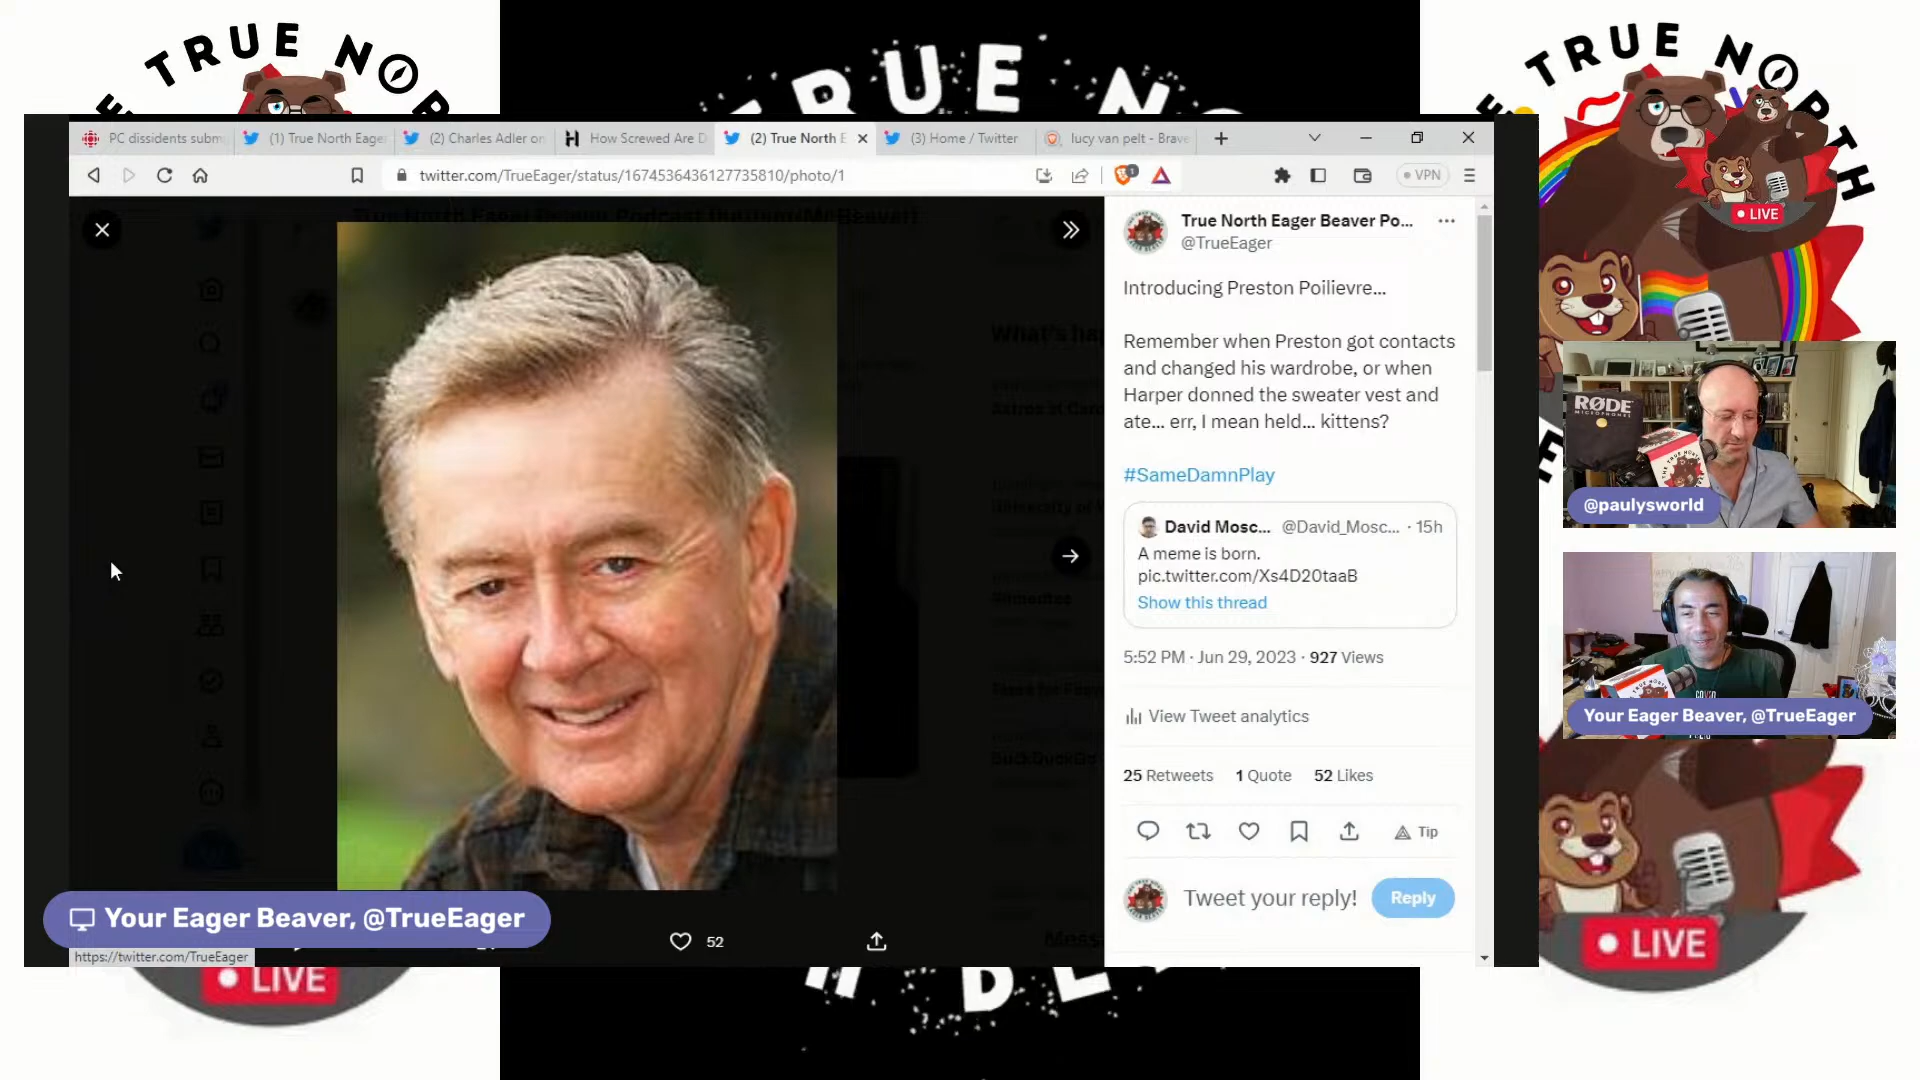 TRUE NOR
TRUE NO
TRUE NORTH
PC dissidents subm
(1) True North Eage
(2) Charles Adler on
How Screwed Are D
(2) True North E
(3) Home / Twitter
lucy van pelt - Brave
twitter.com/TrueEager/status/1674536436127735810/photo/1
VPN
True North Eager Beaver Po...
@TrueEager
Introducing Preston Poilievre...
Remember when Preston got contacts
and changed his wardrobe, or when
Harper donned the sweater vest and
ate... err, I mean held... kittens?
#SameDamnPlay
David Mosc... @David_Mosc... · 15h
A meme is born.
pic.twitter.com/Xs4D20taaB
Show this thread
5:52 PM · Jun 29, 2023 · 927 Views
View Tweet analytics
25 Retweets 1 Quote 52 Likes
Tip
Tweet your reply!
Reply
52
Your Eager Beaver, @TrueEager
https://twitter.com/TrueEager
LIVE
RØDE
MICROPHONES
@paulysworld
Your Eager Beaver, @TrueEager
LIVE
LIVE